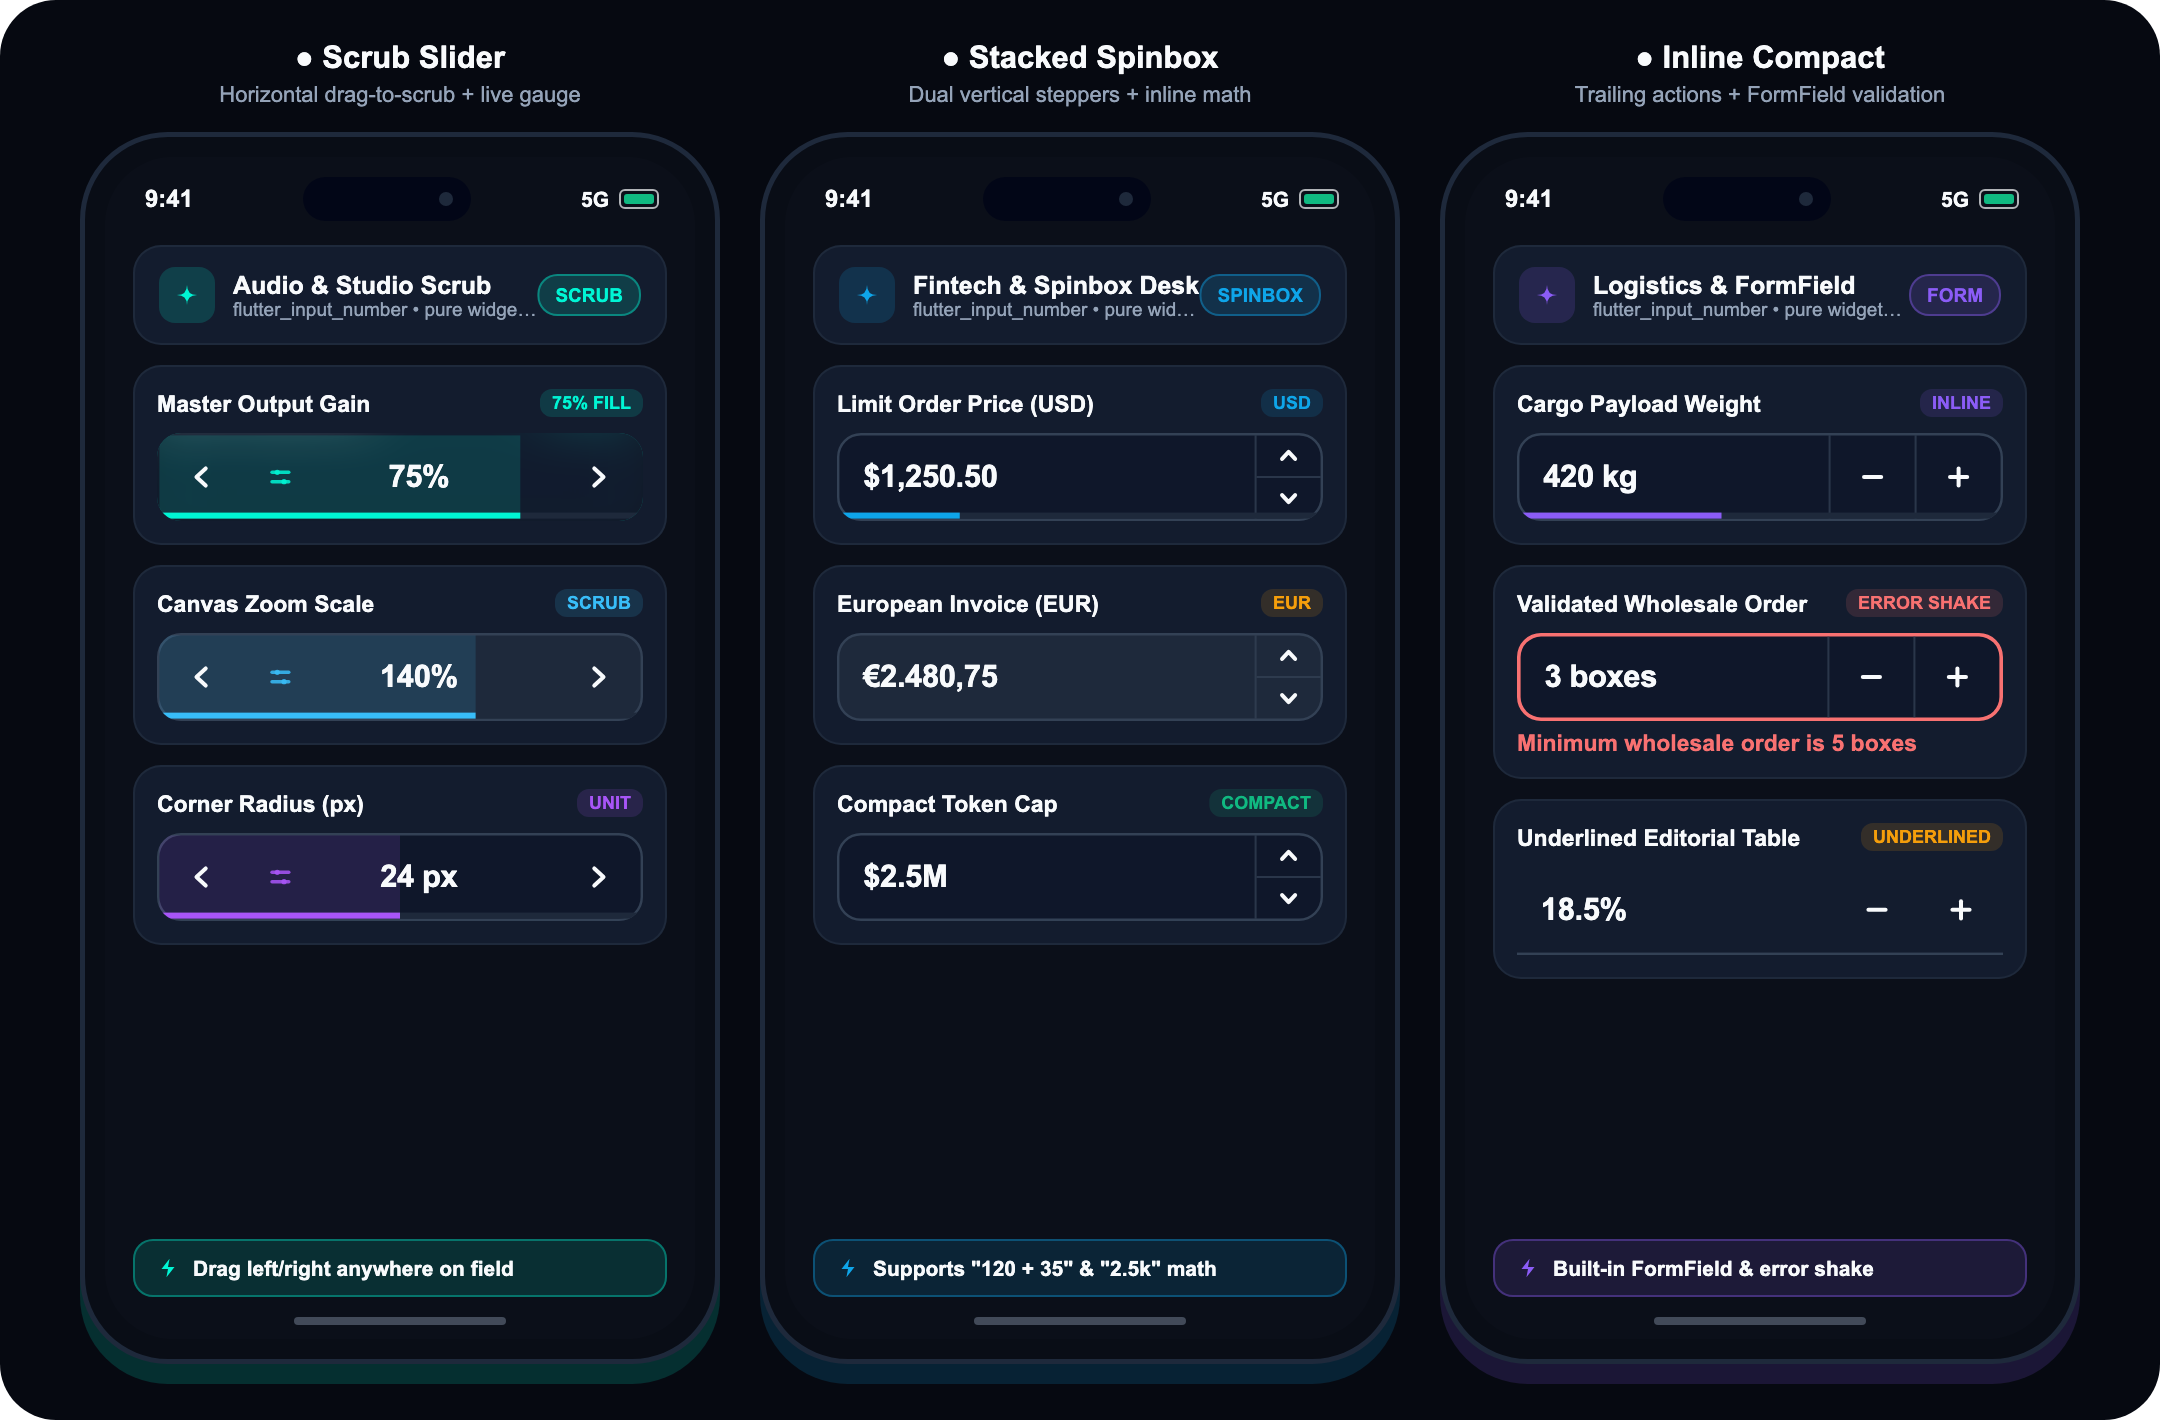 ● Scrub Slider
Horizontal drag-to-scrub + live gauge
9:41
5G
Audio & Studio Scrub
flutter_input_number • pure widge…
SCRUB
Master Output Gain
75% FILL
75%
Canvas Zoom Scale
SCRUB
140%
Corner Radius (px)
UNIT
24 px
Drag left/right anywhere on field
● Stacked Spinbox
Dual vertical steppers + inline math
9:41
5G
Fintech & Spinbox Desk
flutter_input_number • pure wid…
SPINBOX
Limit Order Price (USD)
USD
$1,250.50
European Invoice (EUR)
EUR
€2.480,75
Compact Token Cap
COMPACT
$2.5M
Supports "120 + 35" & "2.5k" math
● Inline Compact
Trailing actions + FormField validation
9:41
5G
Logistics & FormField
flutter_input_number • pure widget…
FORM
Cargo Payload Weight
INLINE
420 kg
Validated Wholesale Order
ERROR SHAKE
3 boxes
Minimum wholesale order is 5 boxes
Underlined Editorial Table
UNDERLINED
18.5%
Built-in FormField & error shake